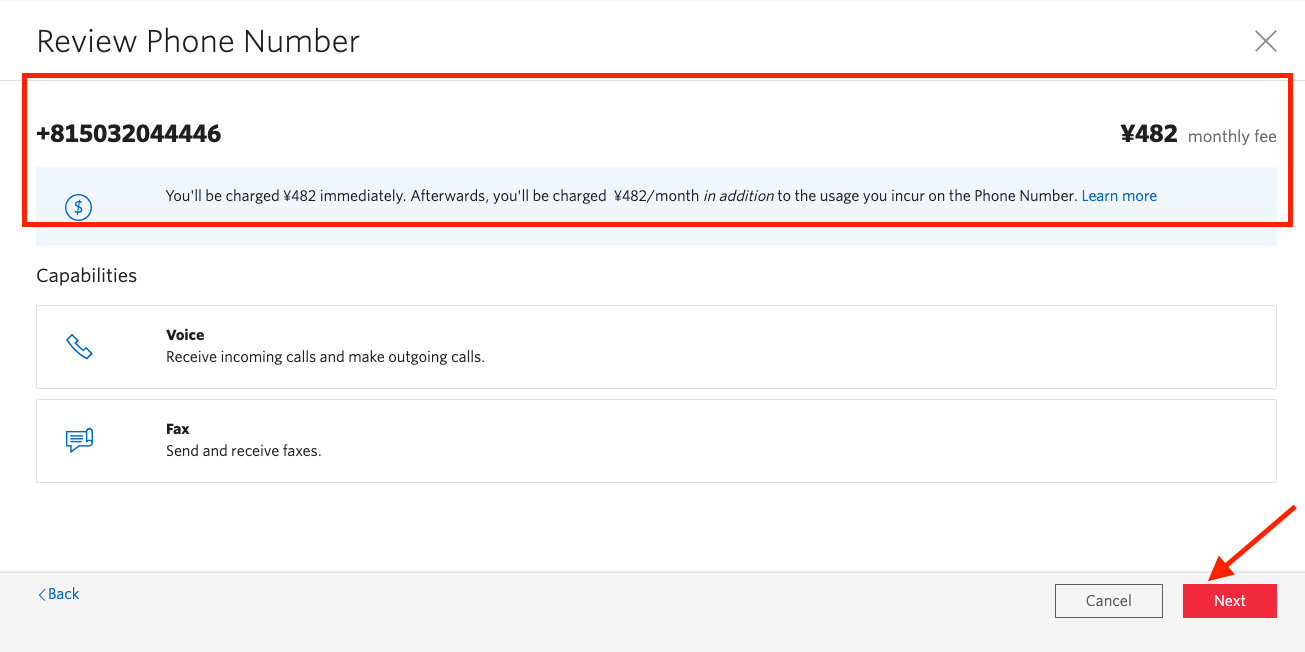 Review Phone Number
+815032044446
¥482 monthly fee
You'll be charged ¥482 immediately. Afterwards, you'll be charged ¥482/month in addition to the usage you incur on the Phone Number. Learn more
Capabilities
Voice
Receive incoming calls and make outgoing calls.
Fax
Send and receive faxes.
Back
Cancel
Next